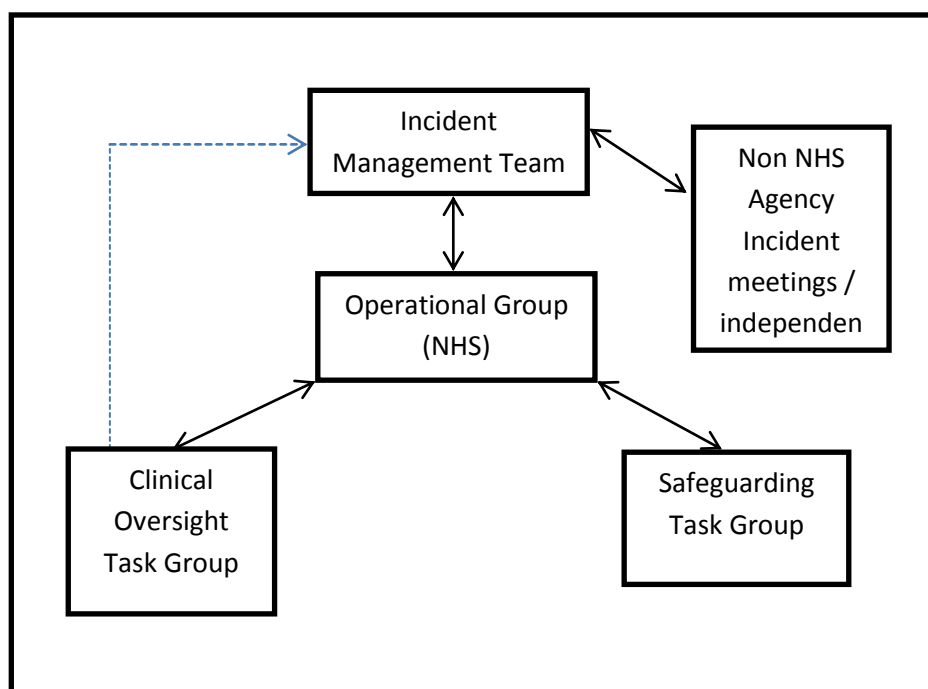 Incident
Management Team
Non NHS
Agency
Incident
meetings /
independen
Operational Group
(NHS)
Clinical
Oversight
Task Group
Safeguarding
Task Group